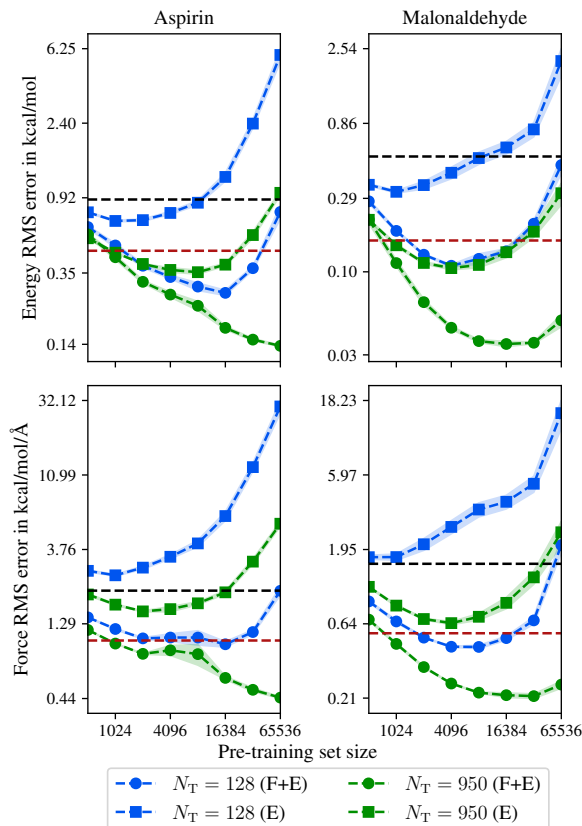 Aspirin
Malonaldehyde
Energy RMS error in kcal/mol
6.25
2.40
0.92
0.35
0.14
2.54
0.86
0.29
0.10
0.03
Force RMS error in kcal/mol/Å
32.12
10.99
3.76
1.29
0.44
18.23
5.97
1.95
0.64
0.21
1024 4096 16384 65536
1024 4096 16384 65536
Pre-training set size
N_T = 128 (F+E)
N_T = 128 (E)
N_T = 950 (F+E)
N_T = 950 (E)